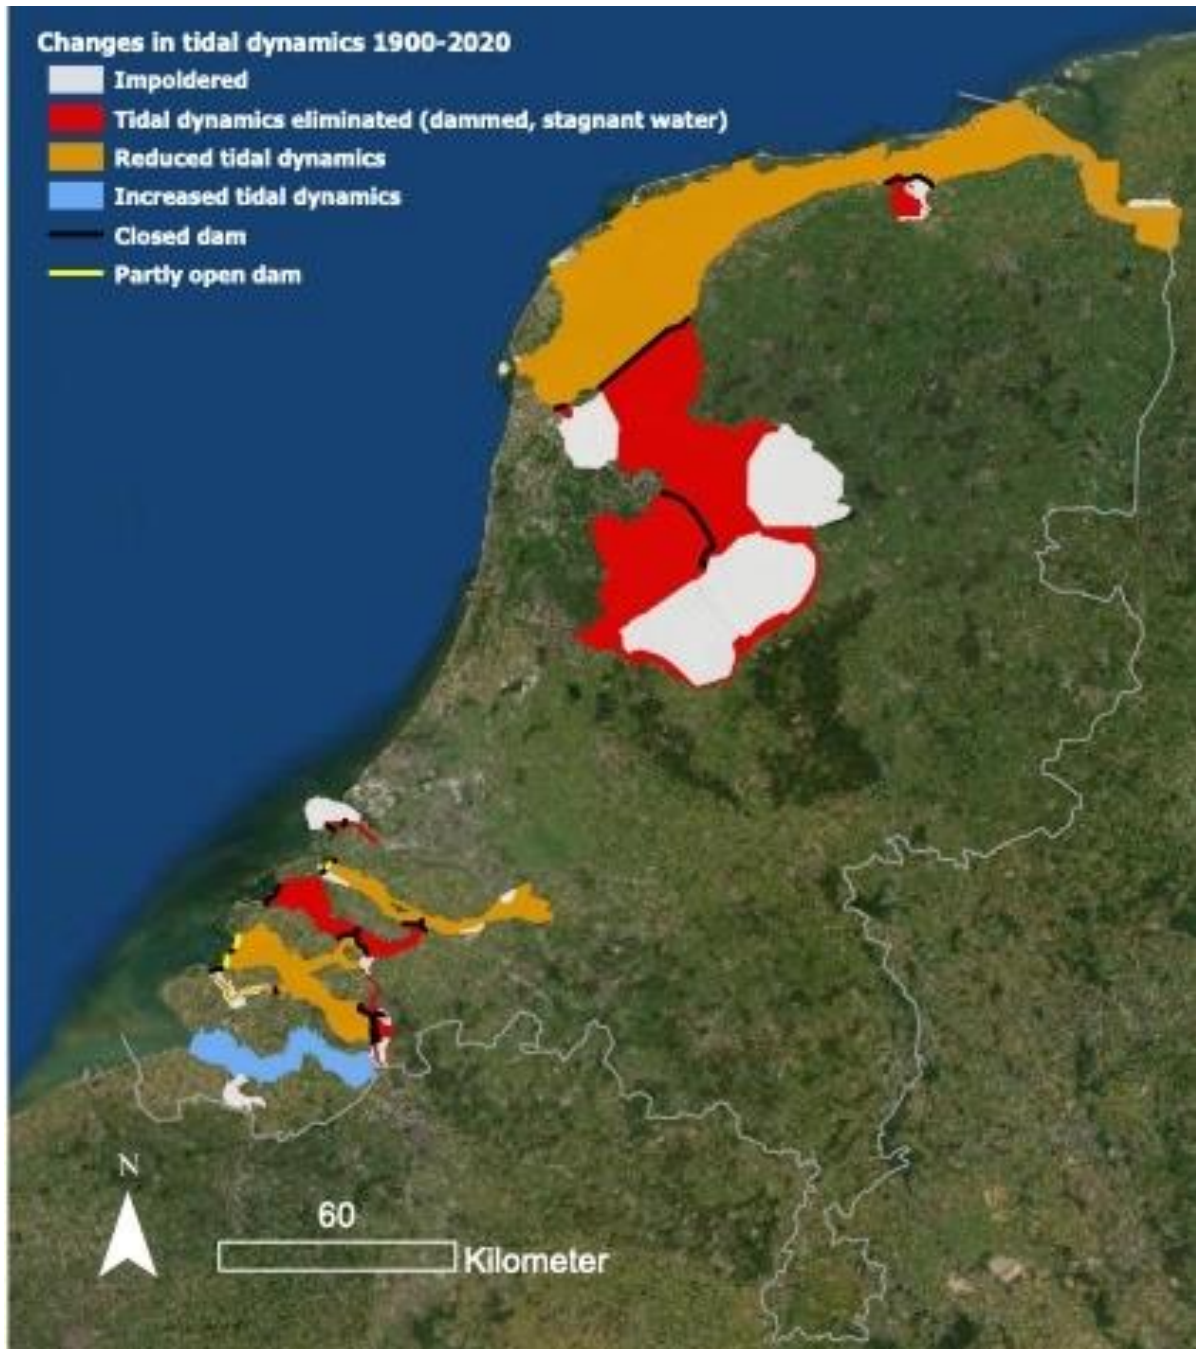 Changes in tidal dynamics 1900-2020
Impoldered
Tidal dynamics eliminated (dammed, stagnant water)
Reduced tidal dynamics
Increased tidal dynamics
Closed dam
Partly open dam
N
60
Kilometer